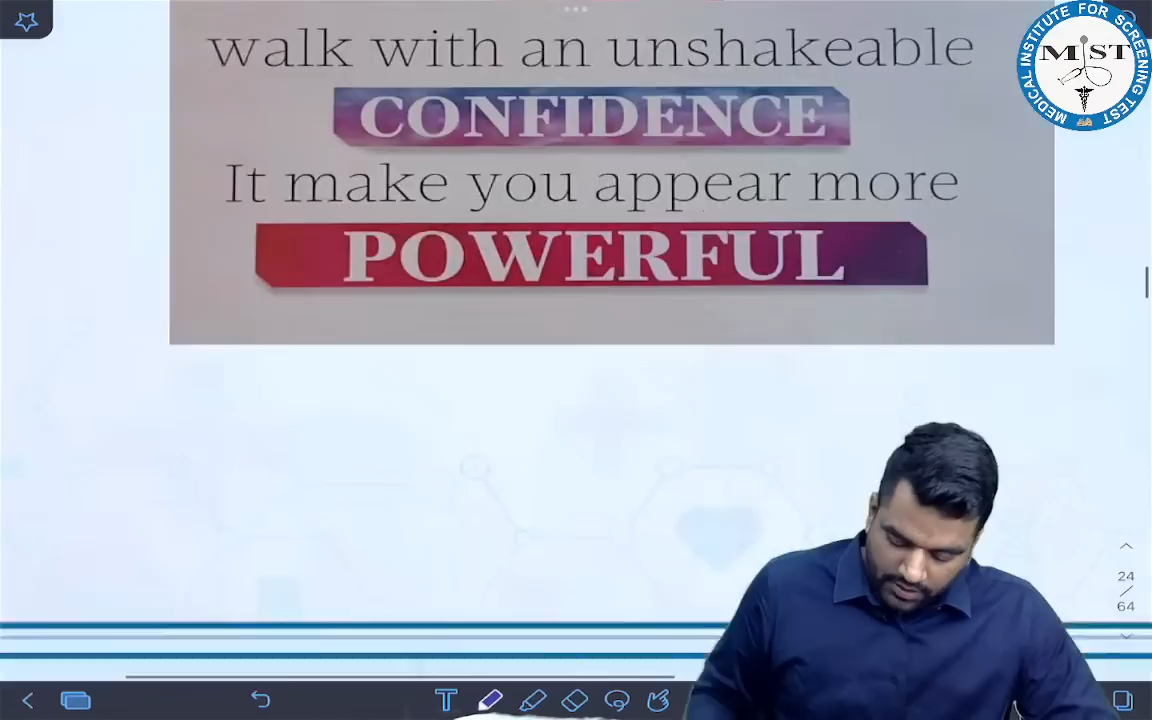 walk with an unshakeable
CONFIDENCE
It make you appear more
POWERFUL
MEDICAL INSTITUTE FOR SCREENING TEST
MIST
24
/
64
T